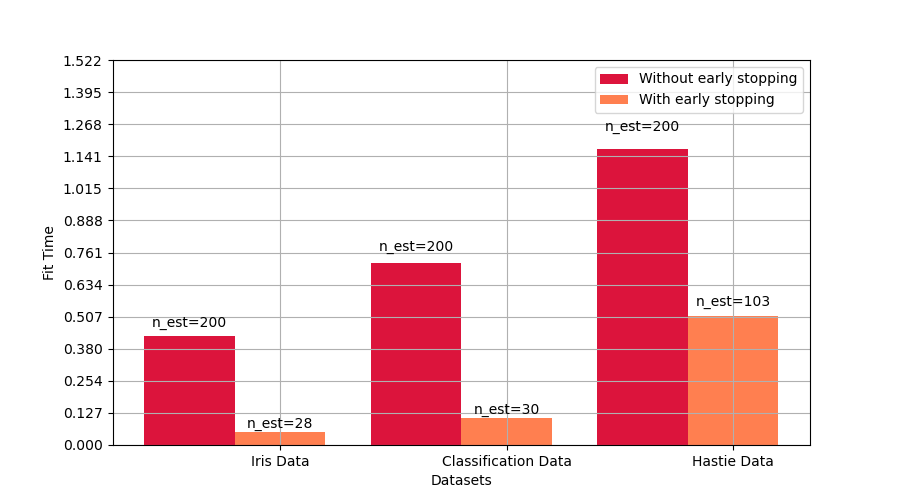 1.522
1.395
1.268
1.141
1.015
0.888
0.761
0.634
0.507
0.380
0.254
0.127
0.000
Fit Time
Without early stopping
With early stopping
n_est=200
n_est=200
n_est=103
n_est=200
n_est=30
n_est=28
Iris Data
Classification Data
Hastie Data
Datasets